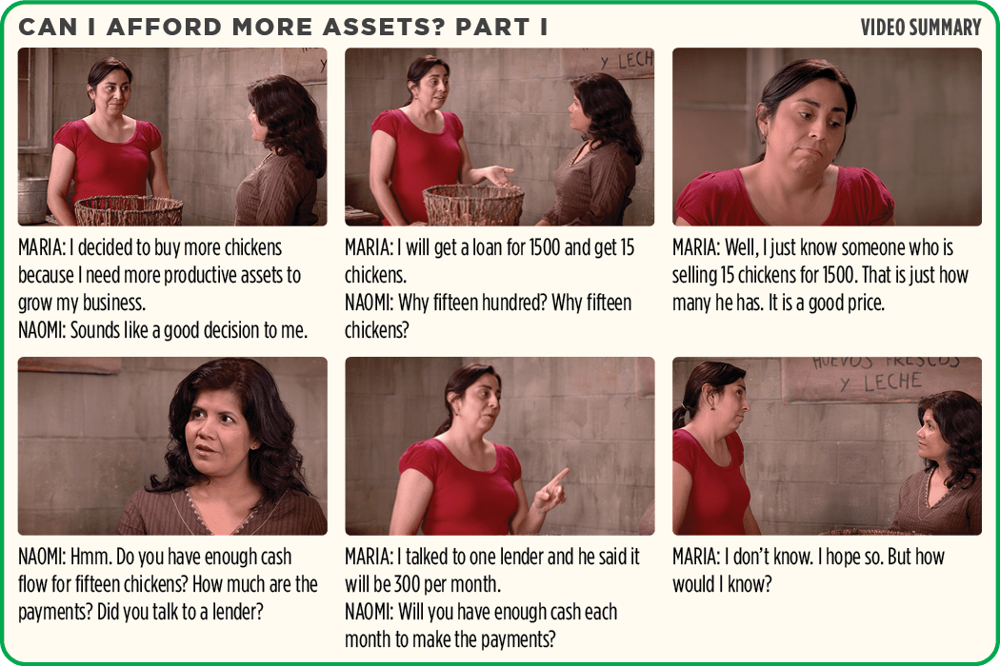 CAN I AFFORD MORE ASSETS? PART I
VIDEO SUMMARY
Y
Y LECH
MARIA: I decided to buy more chickens
because I need more productive assets to
grow my business.
NAOMI: Sounds like a good decision to me.
MARIA: I will get a loan for 1500 and get 15
chickens.
NAOMI: Why fifteen hundred? Why fifteen
chickens?
MARIA: Well, I just know someone who is
selling 15 chickens for 1500. That is just how
many he has. It is a good price.
HUEVOS FRESCOS
Y LECHE
NAOMI: Hmm. Do you have enough cash
flow for fifteen chickens? How much are the
payments? Did you talk to a lender?
MARIA: I talked to one lender and he said it
will be 300 per month.
NAOMI: Will you have enough cash each
month to make the payments?
MARIA: I don’t know. I hope so. But how
would I know?